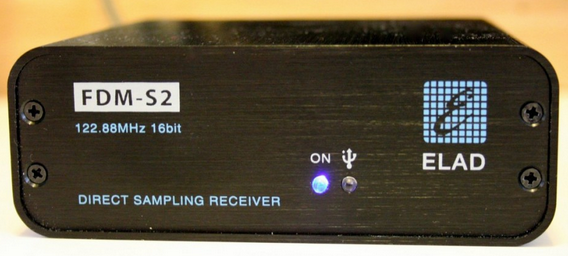 FDM-S2
122.88MHz 16bit
ON
ELAD
DIRECT SAMPLING RECEIVER